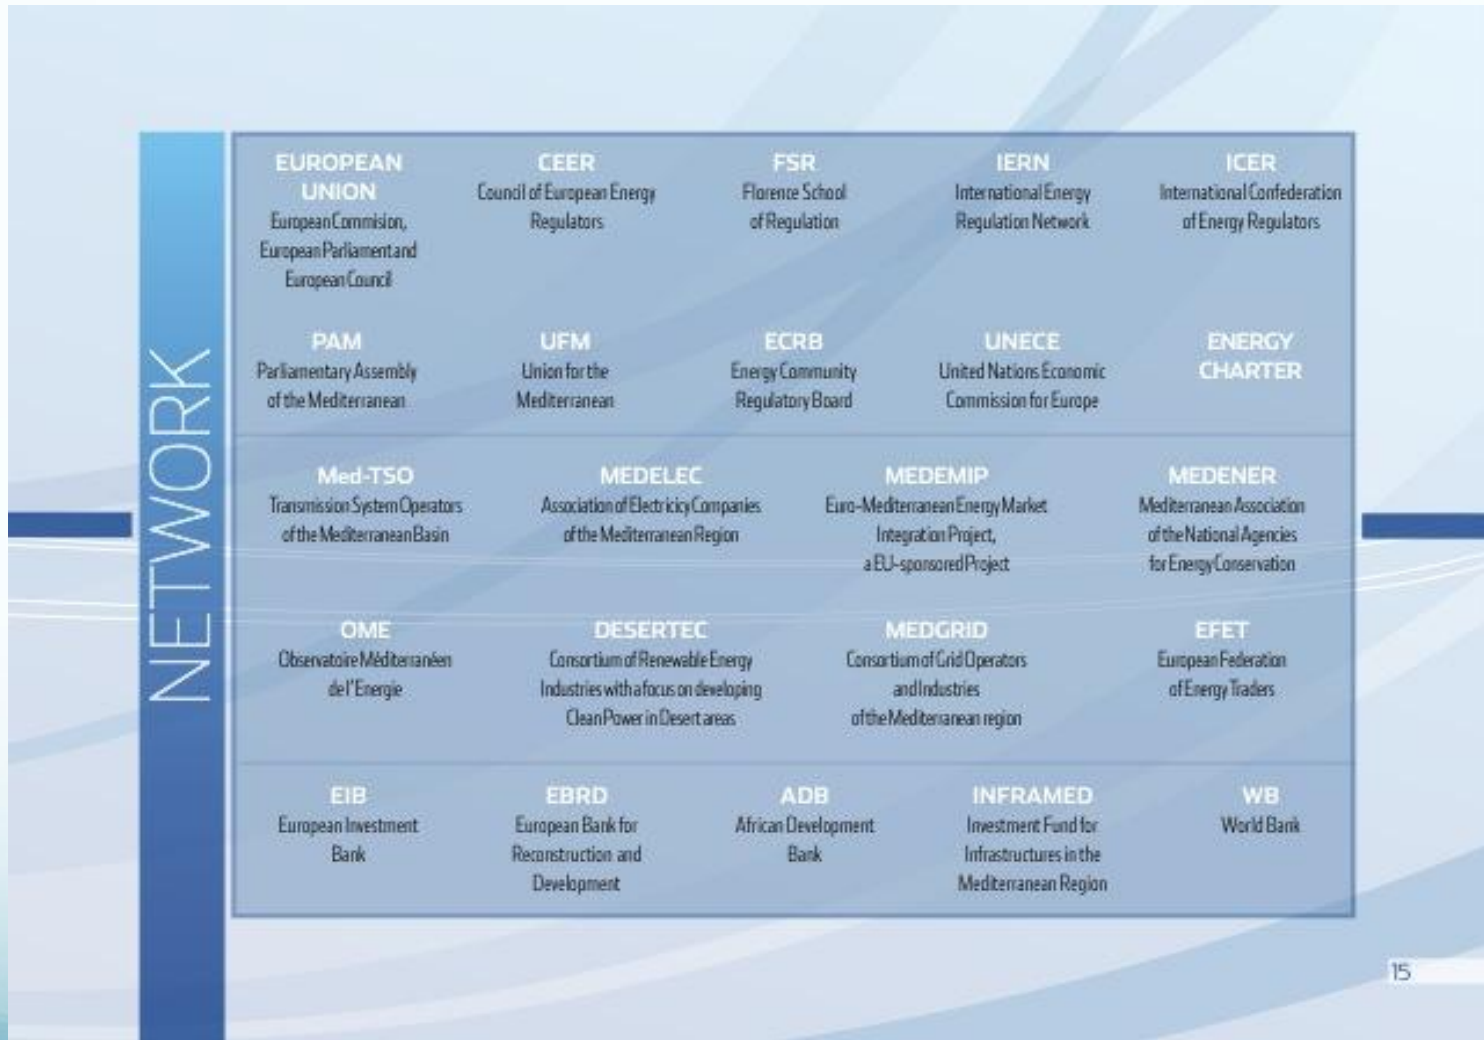 NETWORK
EUROPEAN
UNION
European Commision,
European Parliament and
European Council
CEER
Council of European Energy
Regulators
FSR
Florence School
of Regulation
IERN
International Energy
Regulation Network
ICER
International Confederation
of Energy Regulators
PAM
Parliamentary Assembly
of the Mediterranean
UFM
Union for the
Mediterranean
ECRB
Energy Community
Regulatory Board
UNECE
United Nations Economic
Commission for Europe
ENERGY
CHARTER
Med-TSO
Transmission System Operators
of the Mediterranean Basin
MEDELEC
Association of Electricicy Companies
of the Mediterranean Region
MEDEMIP
Euro-Mediterranean Energy Market
Integration Project,
a EU-sponsored Project
MEDENER
Mediterranean Association
of the National Agencies
for Energy Conservation
OME
Observatoire Méditerranéen
de l'Energie
DESERTEC
Consortium of Renewable Energy
Industries with a focus on developing
Clean Power in Desert areas
MEDGRID
Consortium of Grid Operators
and Industries
of the Mediterranean region
EFET
European Federation
of Energy Traders
EIB
European Investment
Bank
EBRD
European Bank for
Reconstruction and
Development
ADB
African Development
Bank
INFRAMED
Investment Fund for
Infrastructures in the
Mediterranean Region
WB
World Bank
15